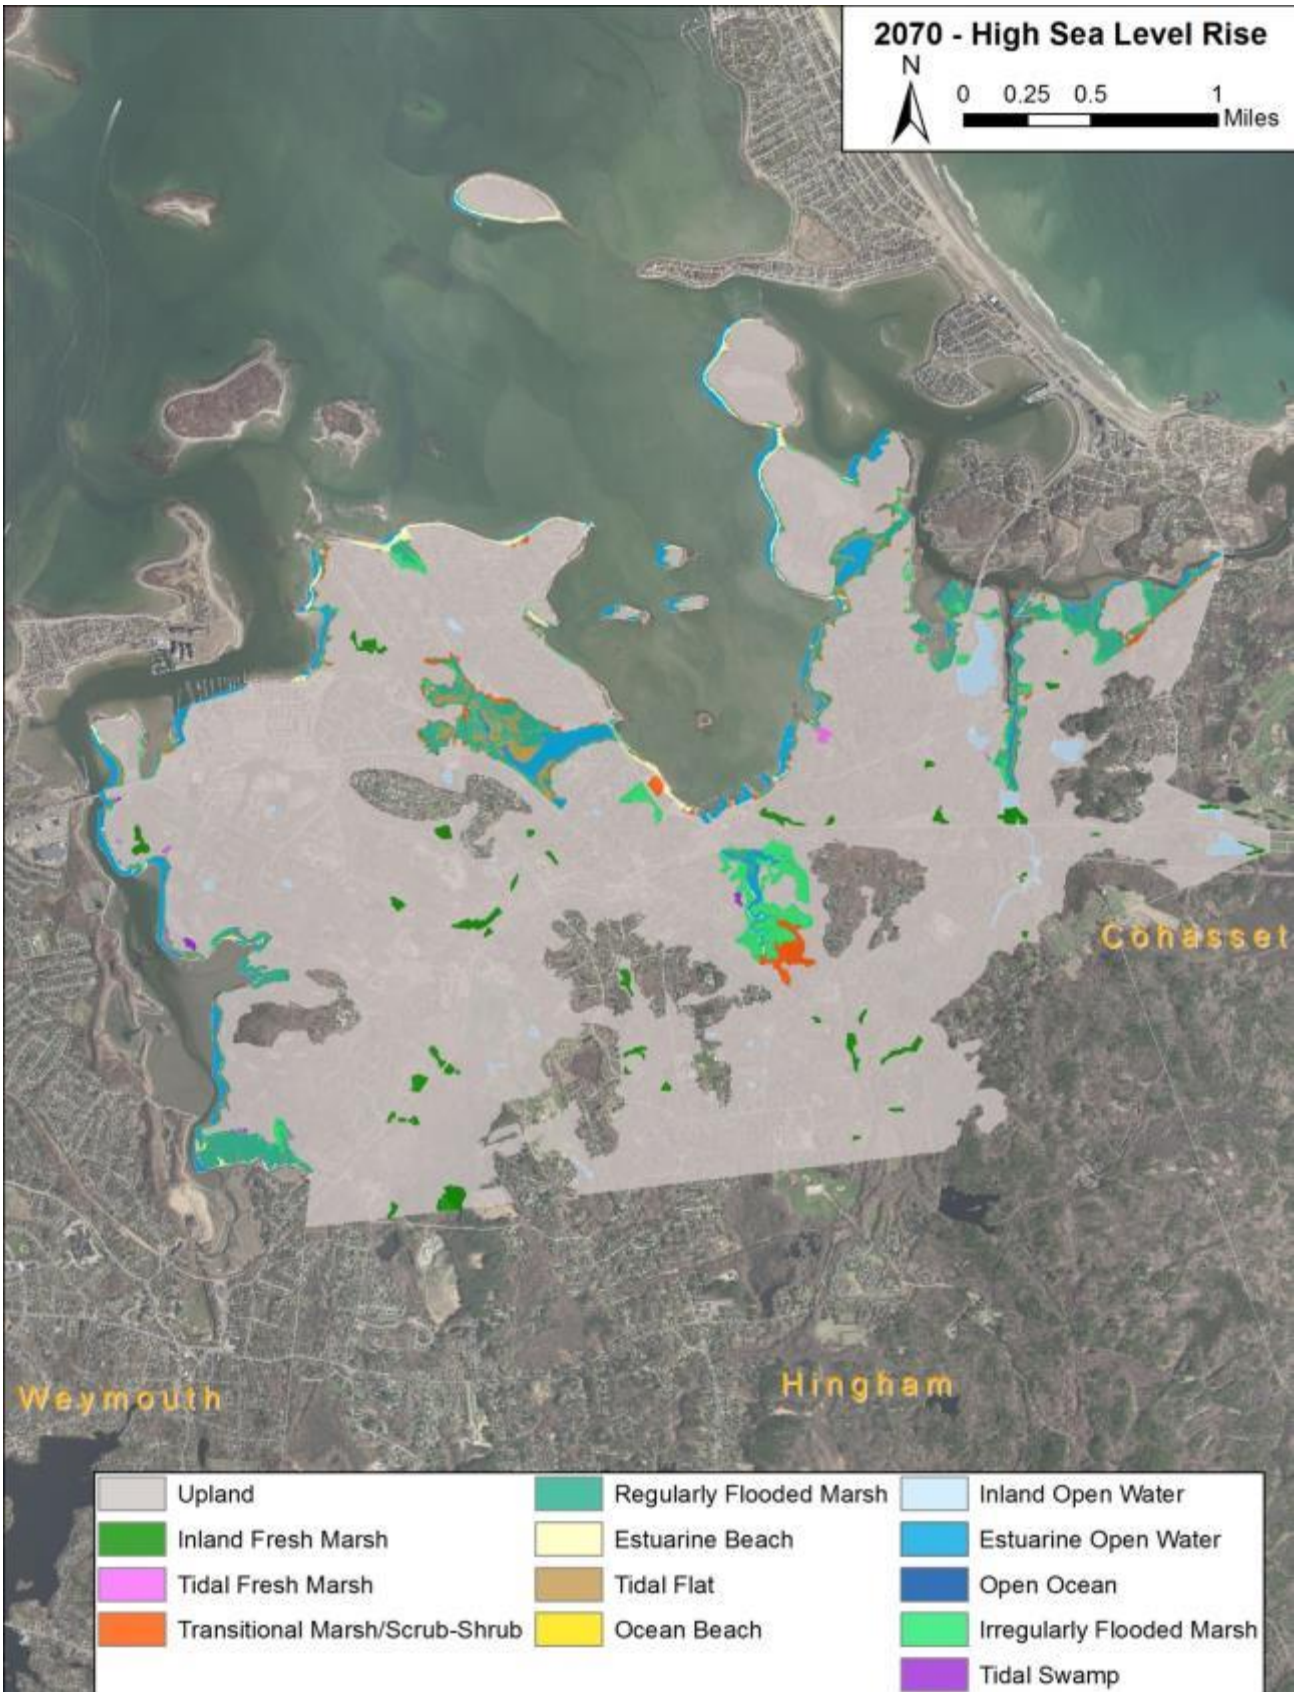 2070 - High Sea Level Rise
N
0 0.25 0.5 1
Miles
Cohasset
Hingham
Weymouth
Upland
Inland Fresh Marsh
Tidal Fresh Marsh
Transitional Marsh/Scrub-Shrub
Regularly Flooded Marsh
Estuarine Beach
Tidal Flat
Ocean Beach
Inland Open Water
Estuarine Open Water
Open Ocean
Irregularly Flooded Marsh
Tidal Swamp